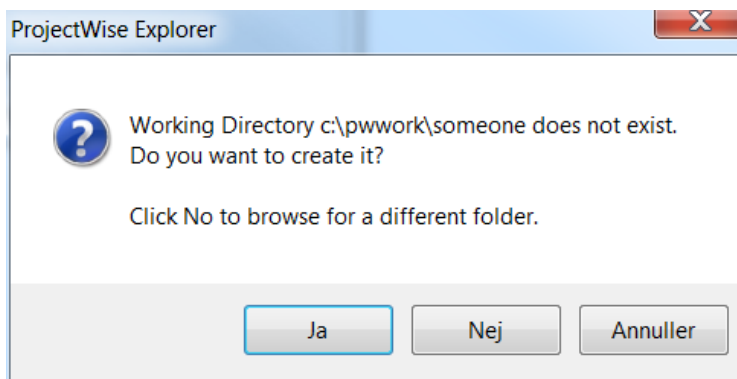 ProjectWise Explorer
Working Directory c:\pwwork\someone does not exist.
Do you want to create it?
Click No to browse for a different folder.
Ja
Nej
Annuller